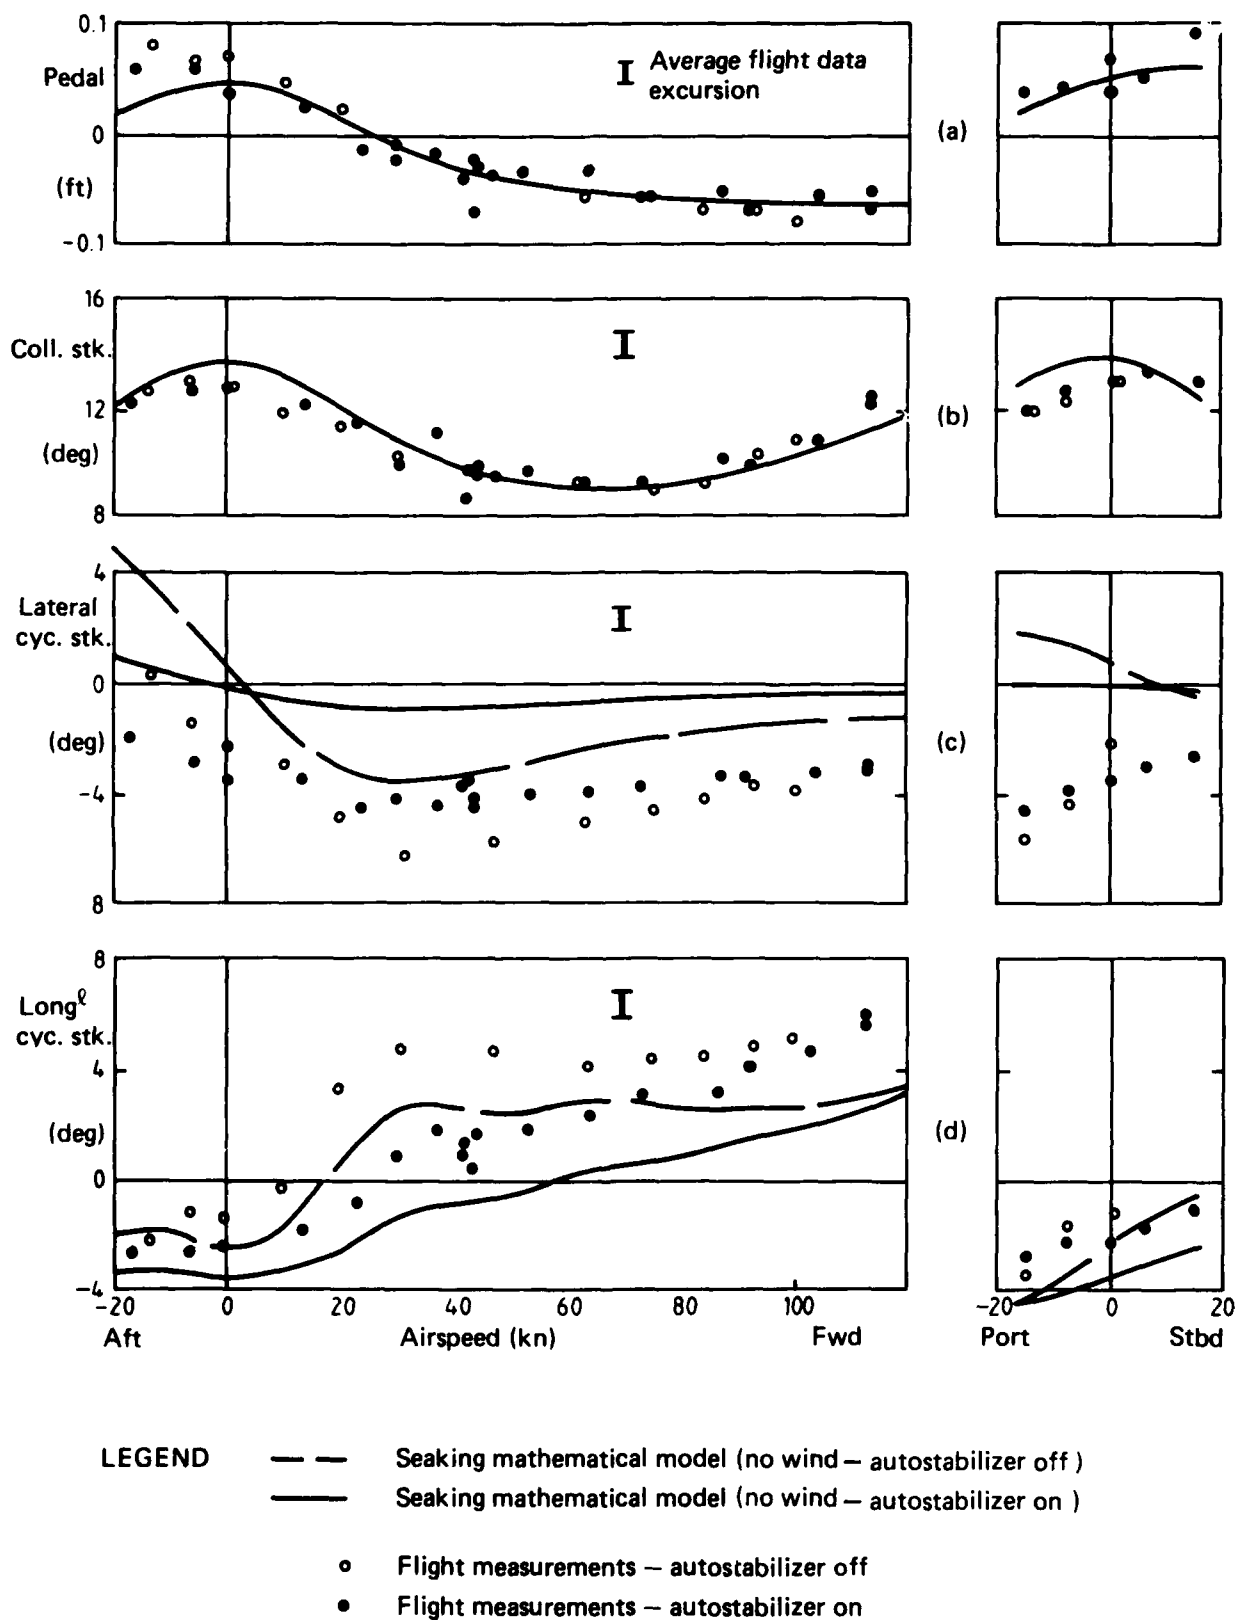 0.1
Pedal
0
(ft)
-0.1
Average flight data
excursion
(a)
16
Coll. stk.
12
(deg)
8
(b)
4
Lateral
cyc. stk.
0
(deg)
-4
8
(c)
8
Longℓ
cyc. stk.
4
(deg)
0
-4
(d)
-20 0 20 40 60 80 100
-20 0 20
Aft Airspeed (kn) Fwd
Port Stbd
LEGEND
Seaking mathematical model (no wind — autostabilizer off)
Seaking mathematical model (no wind — autostabilizer on)
Flight measurements — autostabilizer off
Flight measurements — autostabilizer on